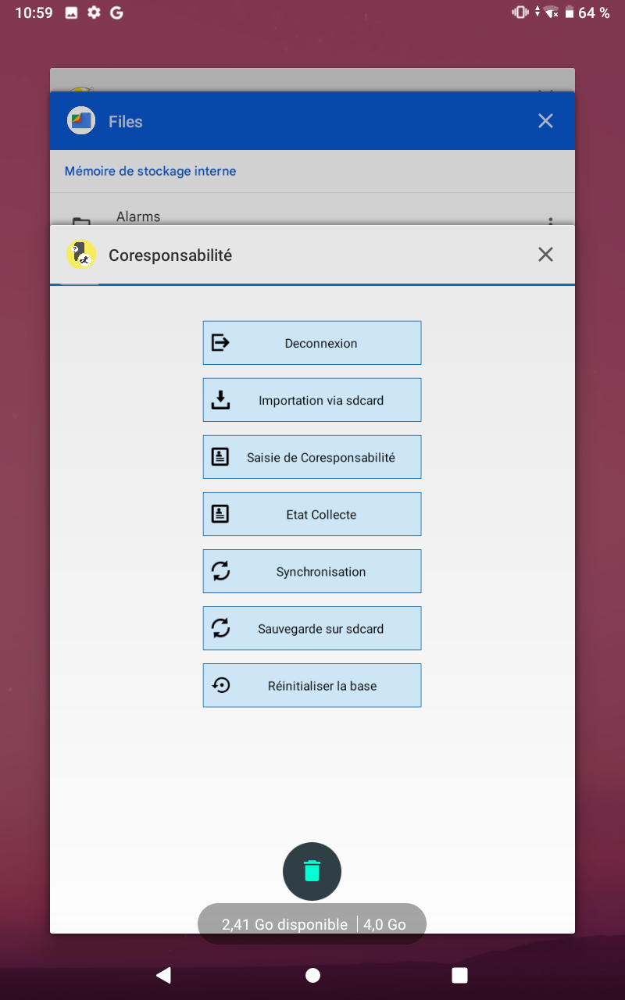 10:59
64 %
Files
Mémoire de stockage interne
Alarms
Coresponsabilité
Deconnexion
Importation via sdcard
Saisie de Coresponsabilité
Etat Collecte
Synchronisation
Sauvegarde sur sdcard
Réinitialiser la base
2,41 Go disponible | 4,0 Go